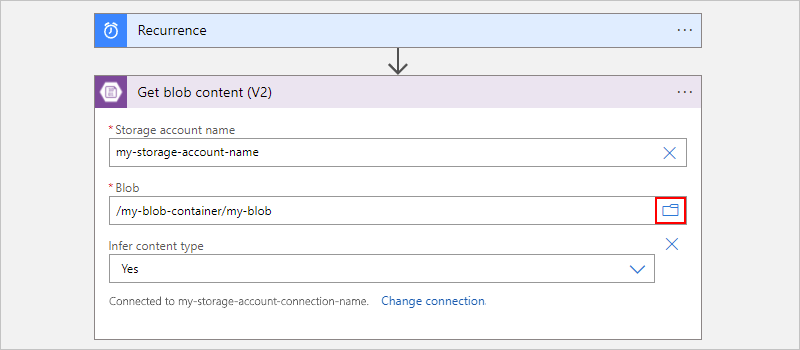 Recurrence
Get blob content (V2)
* Storage account name
my-storage-account-name
* Blob
/my-blob-container/my-blob
Infer content type
Yes
Connected to my-storage-account-connection-name. Change connection